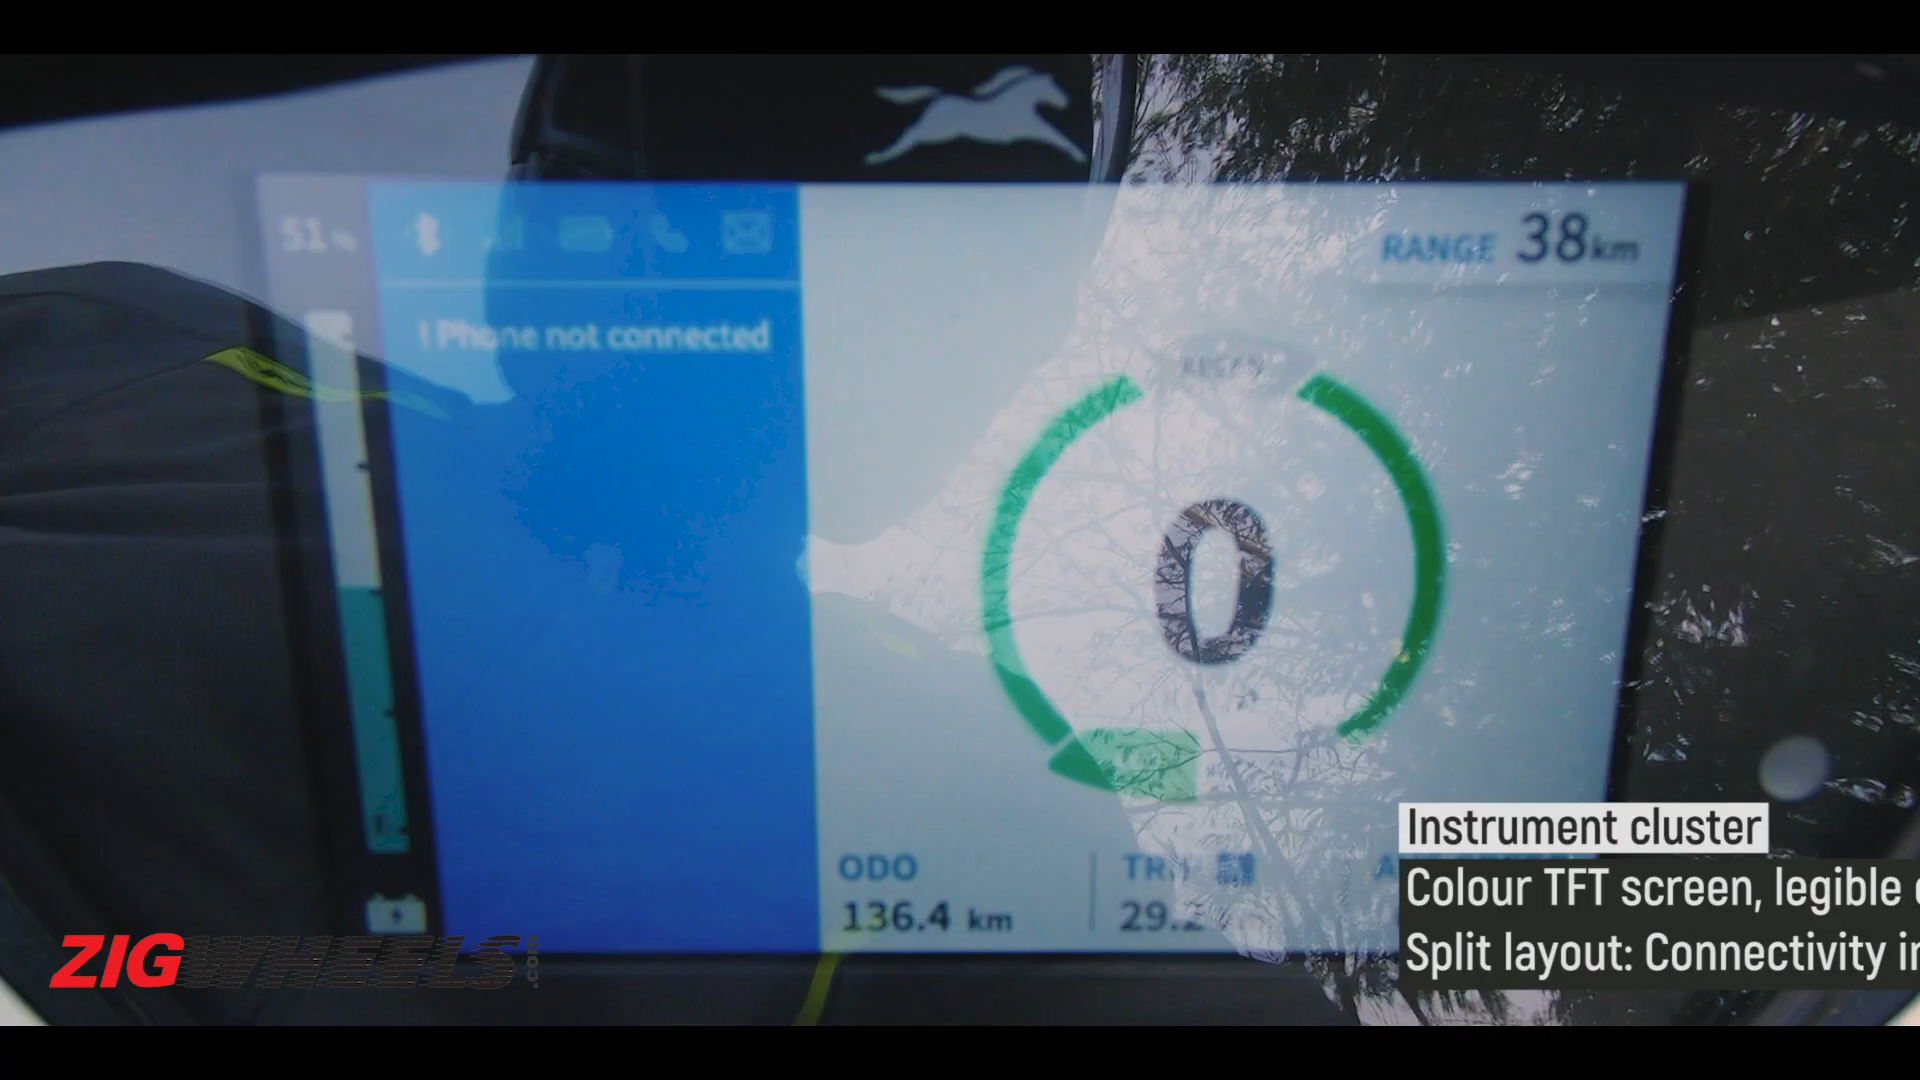 51%
RANGE 38km
! Phone not connected
0
ODO
136.4 km
Instrument cluster
Colour TFT screen, legible
Split layout: Connectivity
ZIGWHEELS.com